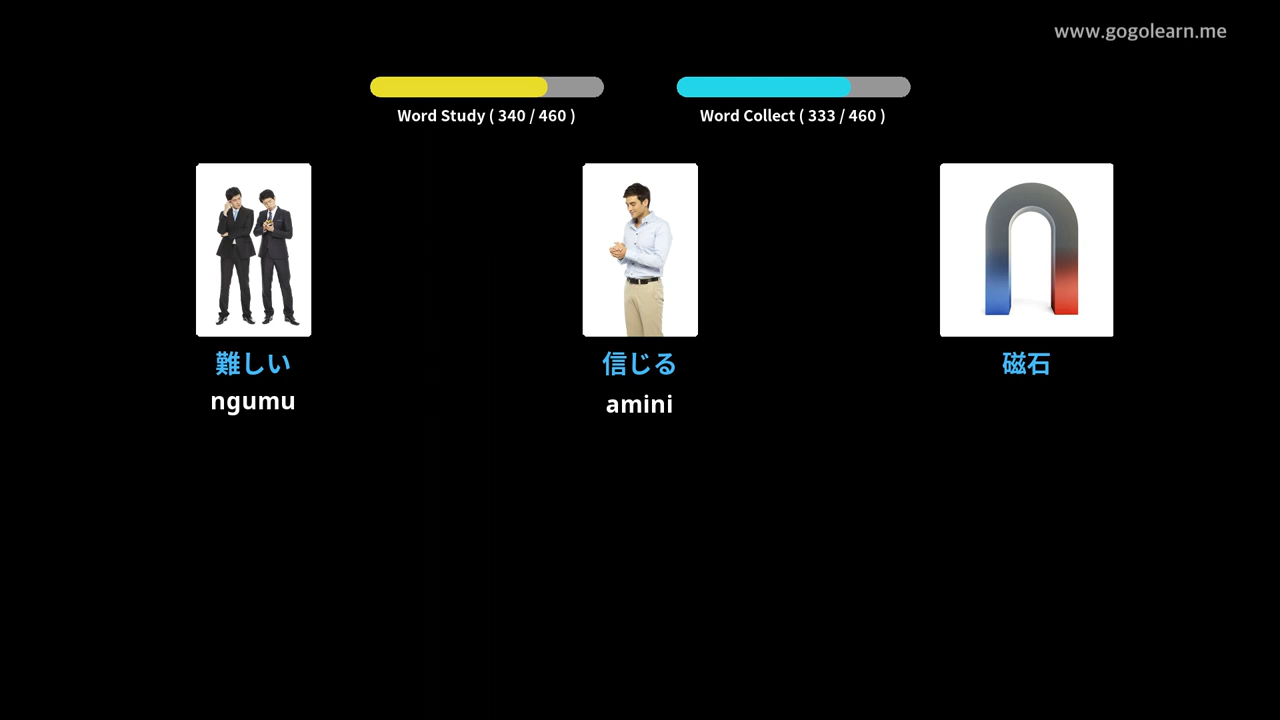 www.gogolearn.me
Word Study ( 340 / 460 )
Word Collect ( 333 / 460 )
難しい
ngumu
信じる
amini
磁石